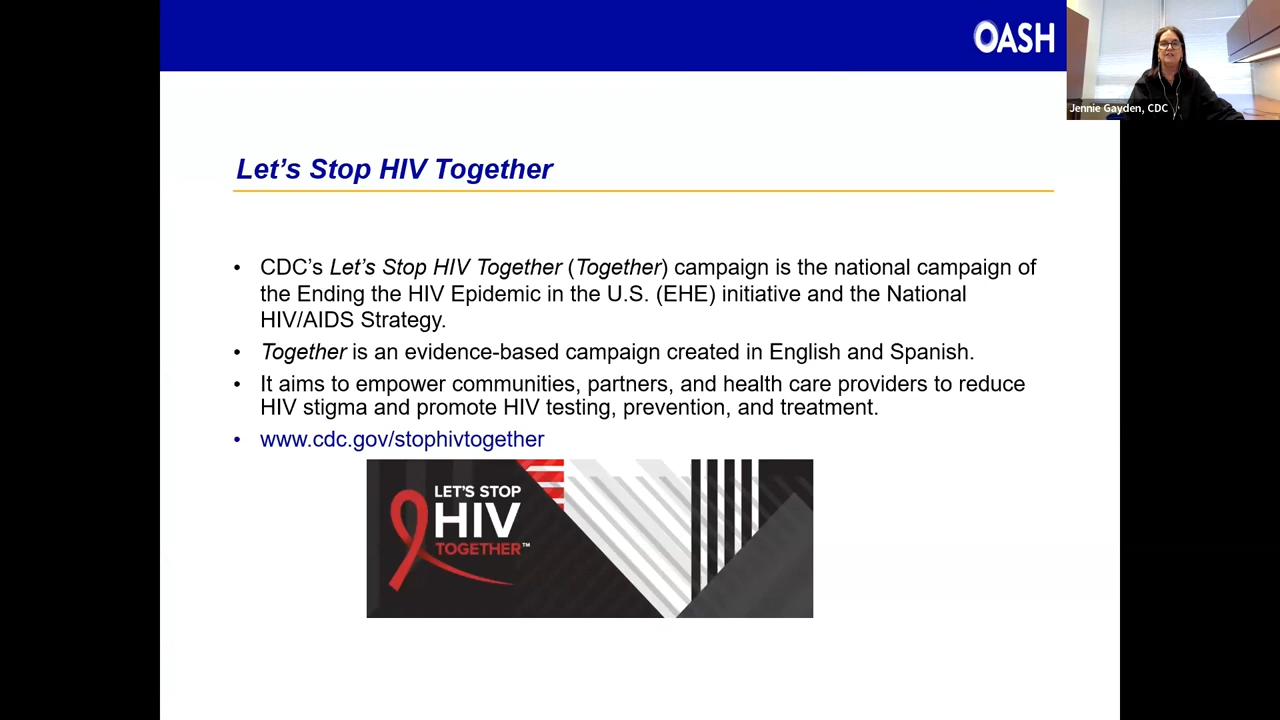 OASH
Jennie Gayden, CDC
Let's Stop HIV Together
• CDC's Let's Stop HIV Together (Together) campaign is the national campaign of
the Ending the HIV Epidemic in the U.S. (EHE) initiative and the National
HIV/AIDS Strategy.
• Together is an evidence-based campaign created in English and Spanish.
• It aims to empower communities, partners, and health care providers to reduce
HIV stigma and promote HIV testing, prevention, and treatment.
• www.cdc.gov/stophivtogether
LET'S STOP
HIV
TOGETHER™